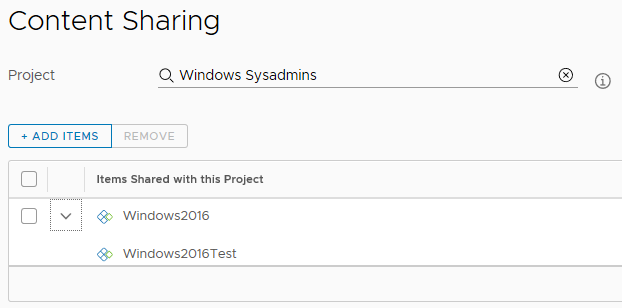 Content Sharing
Project Windows Sysadmins
+ ADD ITEMS REMOVE
Items Shared with this Project
Windows2016
Windows2016Test